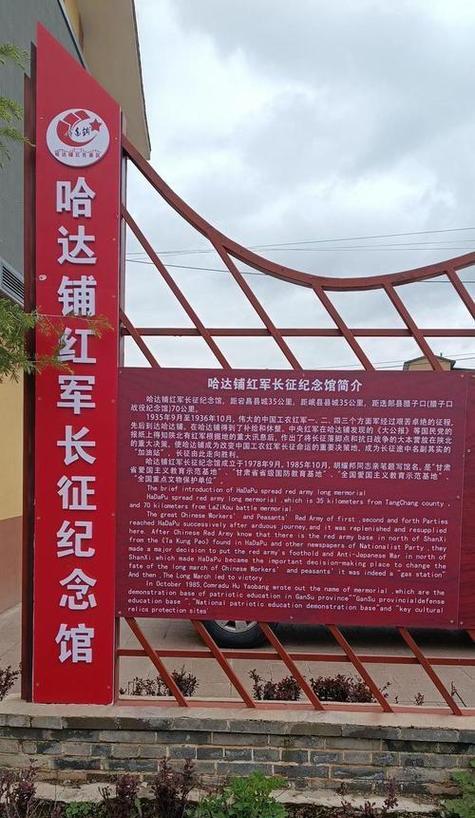 哈达铺红色景区
哈达铺红军长征纪念馆
哈达铺红军长征纪念馆简介
哈达铺红军长征纪念馆，距宕昌县城35公里，距岷县县城35公里，距迭部县腊子口(腊子口
战役纪念馆)70公里。
1935年9月至1936年10月，伟大的中国工农红军一、二、四三个方面军经过艰苦卓绝的征程，
先后到达哈达铺，在哈达铺得到了补给和休整。中央红军在哈达铺从我发现的《大公报》等国民党的
报纸上得知陕北有红军根据地的重大讯息后，作出了将长征落脚点和抗日战争的大本营放在陕北
的重大决策，使哈达铺成为改变中国工农红军长征命运的重要决策地，成为长征途中名副其实的
"加油站"，长征由此走向胜利。
哈达铺红军长征纪念馆成立于1978年9月，1985年10月，胡耀邦同志亲笔题写馆名，是"甘肃
省爱国主义教育示范基地"、"甘肃省省级国防教育基地"、"全国爱国主义教育示范基地"
、"全国重点文物保护单位"。
The brief introduction of HaDaPu spread red army long mermorial
HaDaPu spread red army long mermorial ,which is 35 kilometers from TangChang county ,
and 70 kilometers from LaZiKou battle mermorial.
The great Chinese Workers' and Peasants' Red Army of first ,second and forth Parties
reached HaDaPu successively after arduous journey,and it was replenished and resupplied
here. After Chinese Red Army know that there is the red army base in north of ShanXi
from the《Ta Kung Pao》found in HaDaPu and other newspapers of Nationalist Party ,they
made a major decision to put the red army's foothold and Anti-Japanese War in north of
ShanXi,which made HaDaPu became the important decision-making place to change the
fate of the long march of Chinese Workers' and peasants' it was indeed a "gas station"
And then ,The Long March led to victory
In October 1985,Comradu Hu Yaobang wrote out the name of mermorial ,which are the
demonstration base of patriotic education in GanSu province""GanSu provincialdefense
education base"、"National patriotic education demonstration base"and "key cultural
relics protection sites